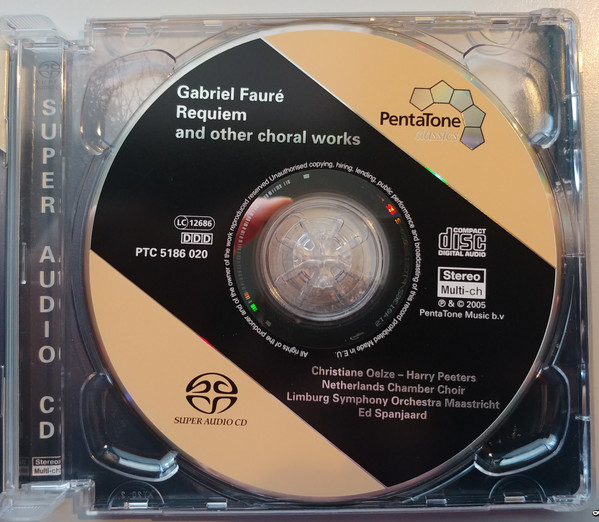 SUPER AUDIO CD
Stereo
Multi-ch
Gabriel Fauré
Requiem
and other choral works
PentaTone
classics
LC 12686
DDD
PTC 5186 020
All rights of the producer and of the owner of the work reproduced reserved Unauthorised copying, hiring, lending, public performance and broadcasting of this record prohibited Made in E.U.
COMPACT
disc
DIGITAL AUDIO
Stereo
Multi-ch
℗ & © 2005
PentaTone Music b.v
Christiane Oelze – Harry Peeters
Netherlands Chamber Choir
Limburg Symphony Orchestra Maastricht
Ed Spanjaard
SUPER AUDIO CD